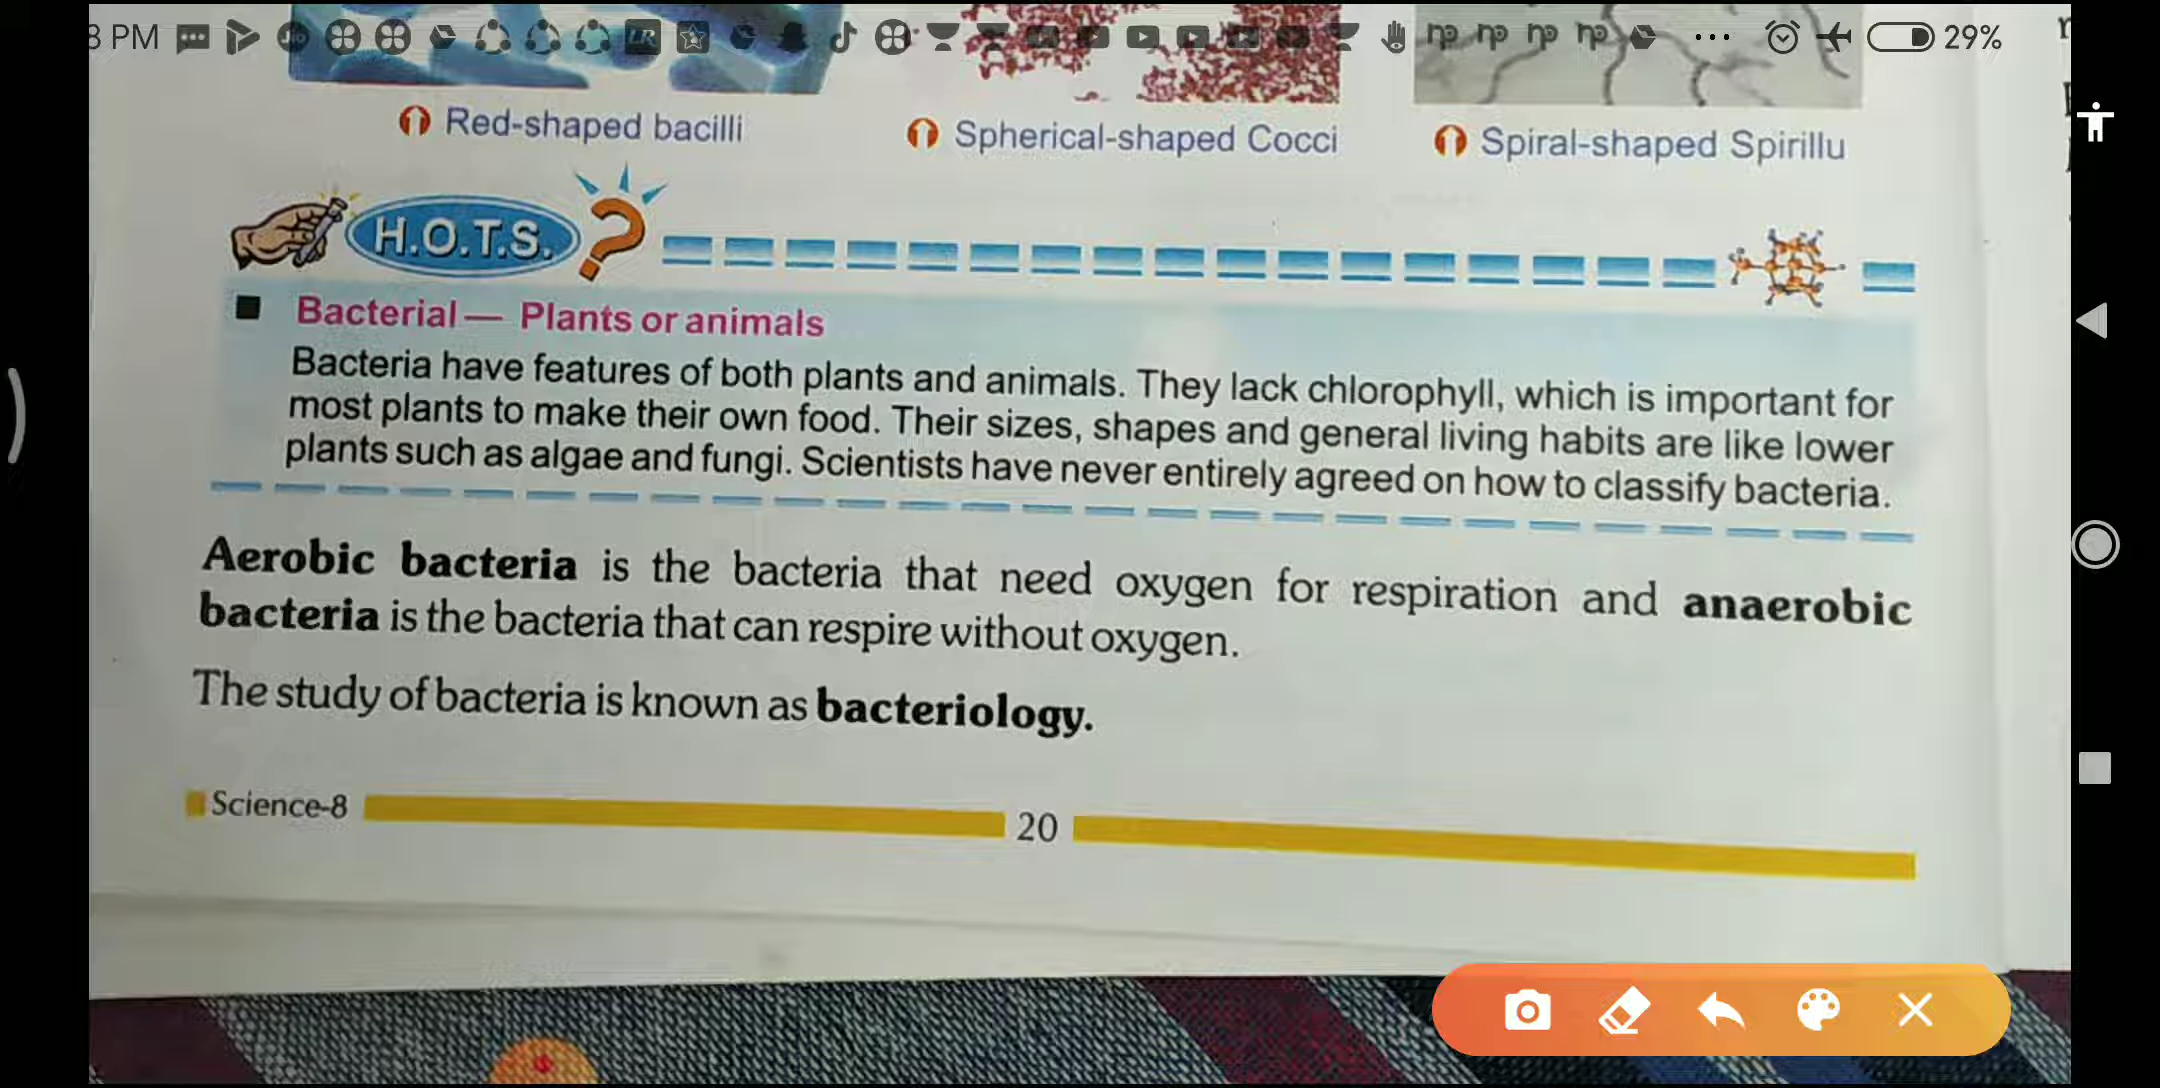 8 PM 29%
Red-shaped bacilli
Spherical-shaped Cocci
Spiral-shaped Spirillu
H.O.T.S.
Bacterial — Plants or animals
Bacteria have features of both plants and animals. They lack chlorophyll, which is important for
most plants to make their own food. Their sizes, shapes and general living habits are like lower
plants such as algae and fungi. Scientists have never entirely agreed on how to classify bacteria.
Aerobic bacteria is the bacteria that need oxygen for respiration and anaerobic
bacteria is the bacteria that can respire without oxygen.
The study of bacteria is known as bacteriology.
Science-8
20